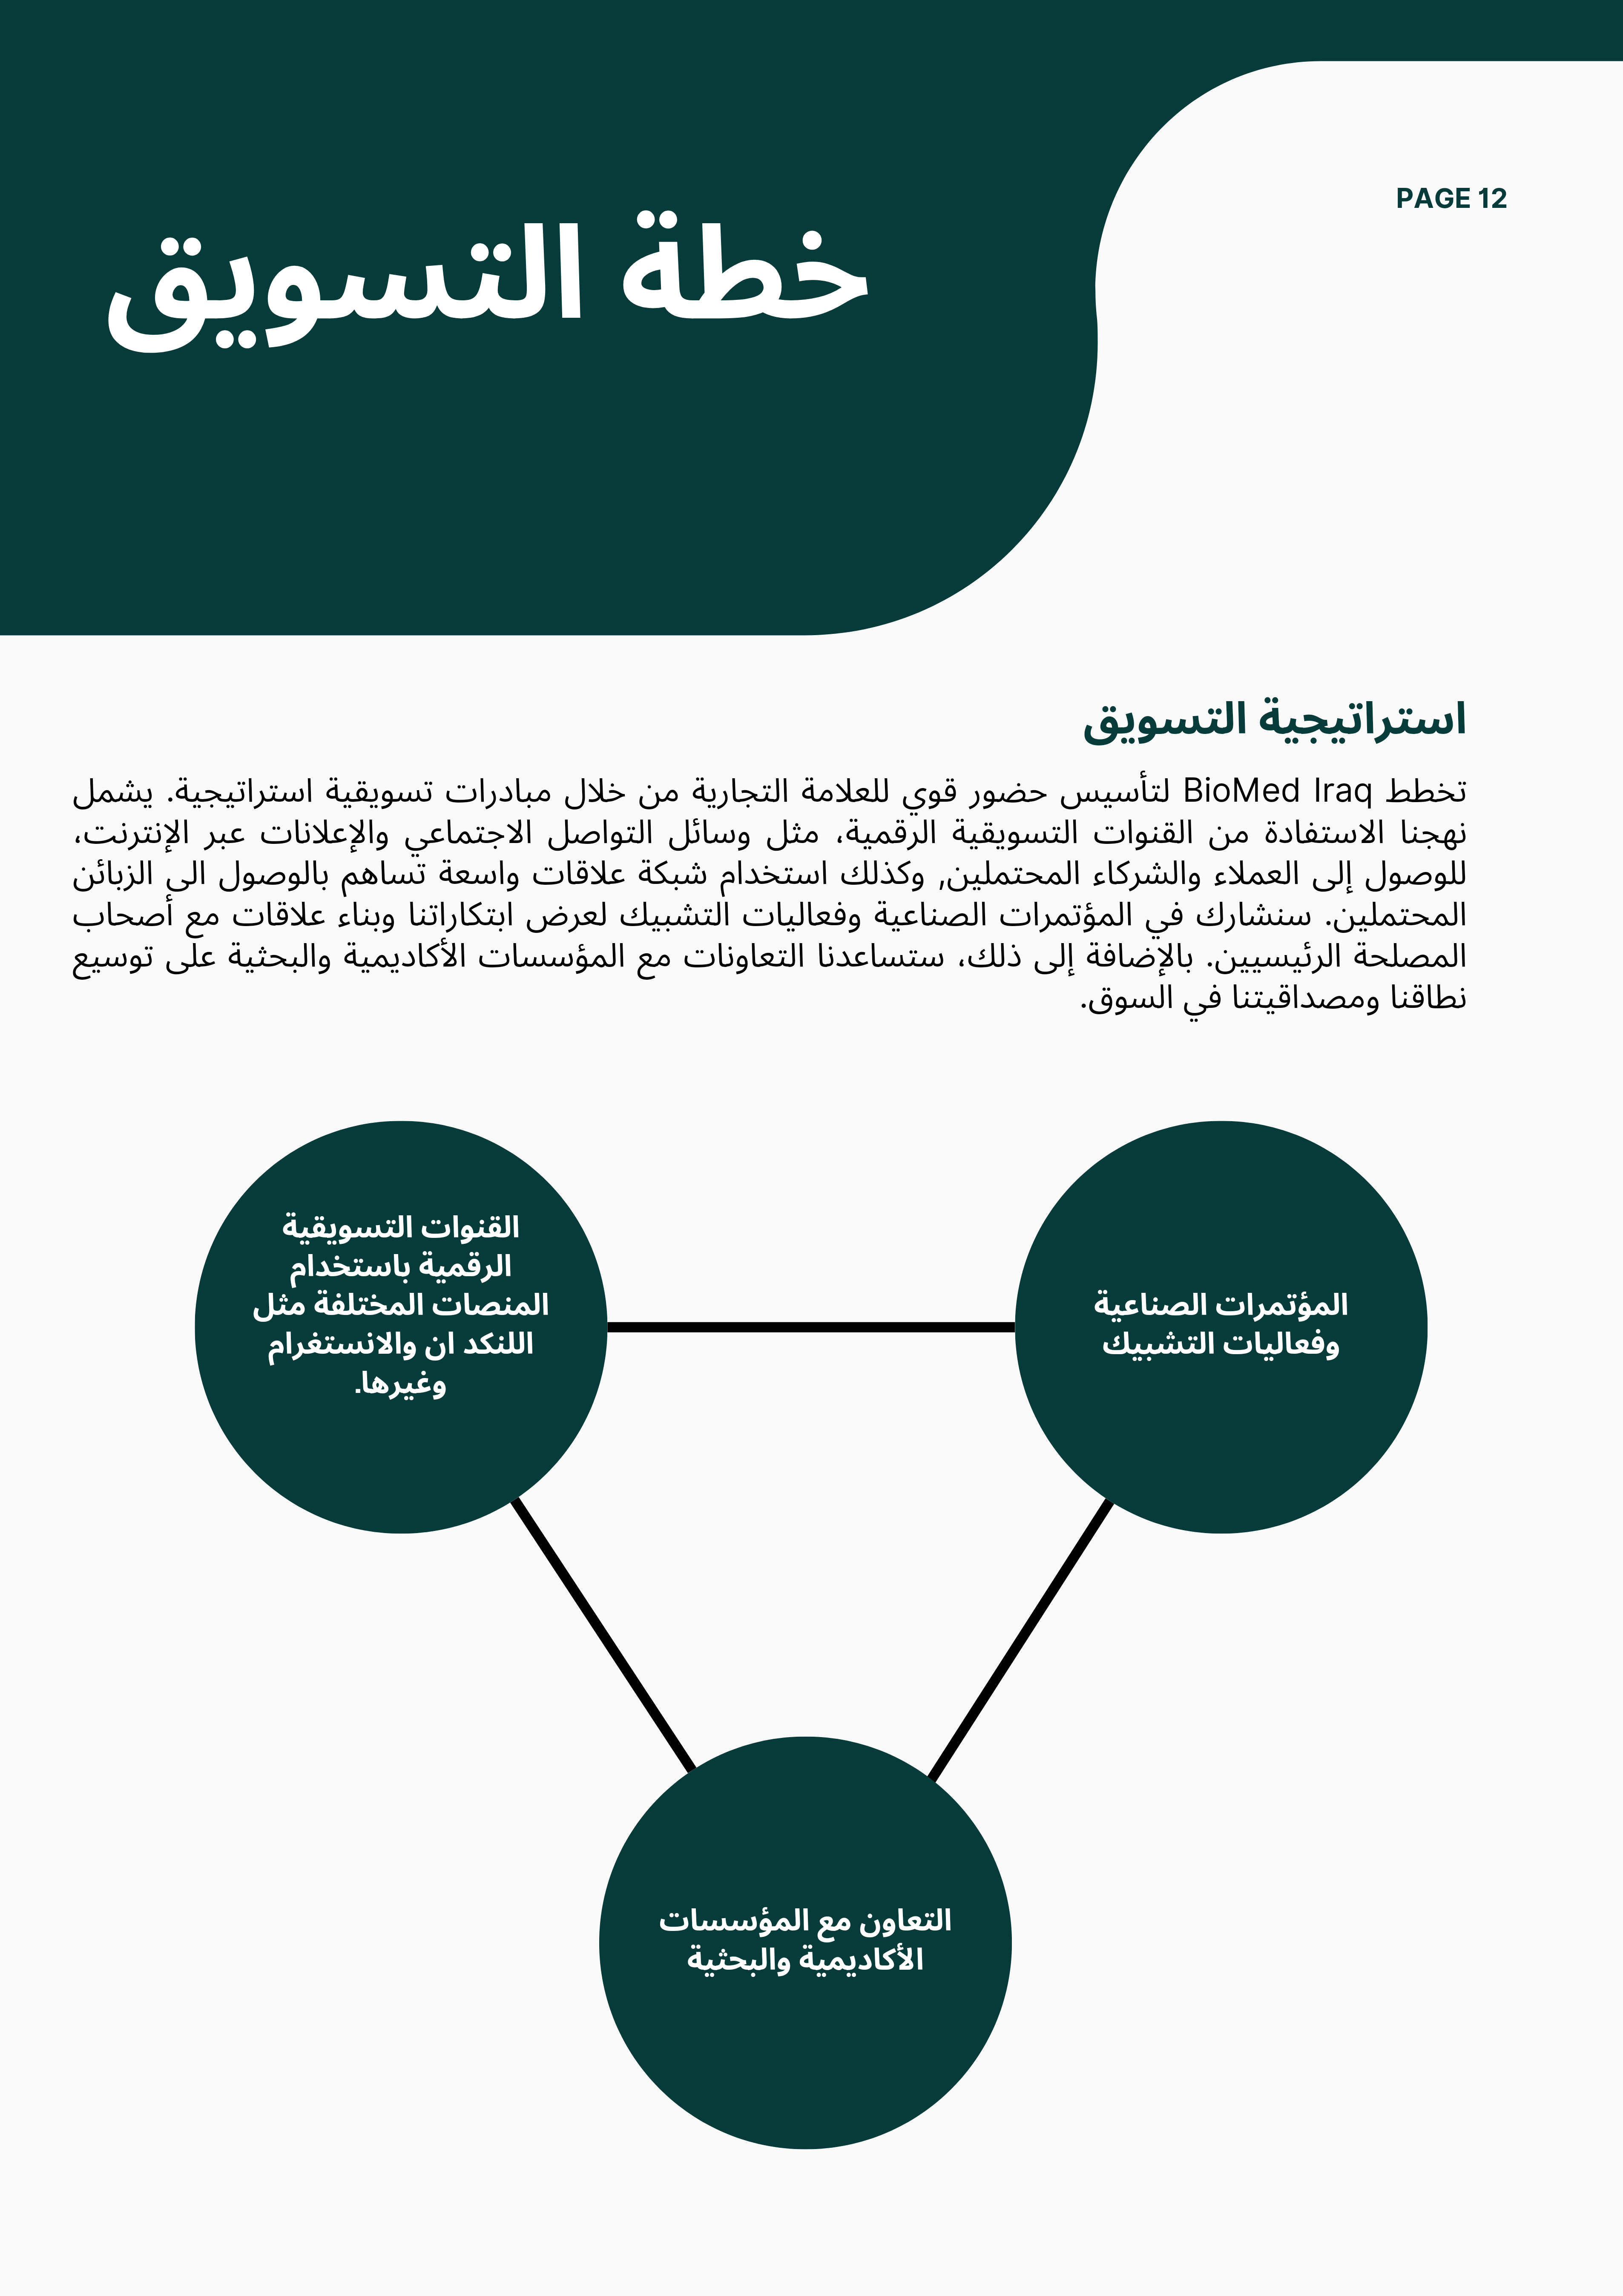 PAGE 12
خطة التسويق
استراتيجية التسويق
تخطط BioMed Iraq لتأسيس حضور قوي للعلامة التجارية من خلال مبادرات تسويقية استراتيجية. يشمل
نهجنا الاستفادة من القنوات التسويقية الرقمية، مثل وسائل التواصل الاجتماعي والإعلانات عبر الإنترنت،
للوصول إلى العملاء والشركاء المحتملين, وكذلك استخدام شبكة علاقات واسعة تساهم بالوصول الى الزبائن
المحتملين. سنشارك في المؤتمرات الصناعية وفعاليات التشبيك لعرض ابتكاراتنا وبناء علاقات مع أصحاب
المصلحة الرئيسيين. بالإضافة إلى ذلك، ستساعدنا التعاونات مع المؤسسات الأكاديمية والبحثية على توسيع
نطاقنا ومصداقيتنا في السوق.
المؤتمرات الصناعية
وفعاليات التشبيك
القنوات التسويقية
الرقمية باستخدام
المنصات المختلفة مثل
اللنكد ان والانستغرام
وغيرها.
التعاون مع المؤسسات
الأكاديمية والبحثية